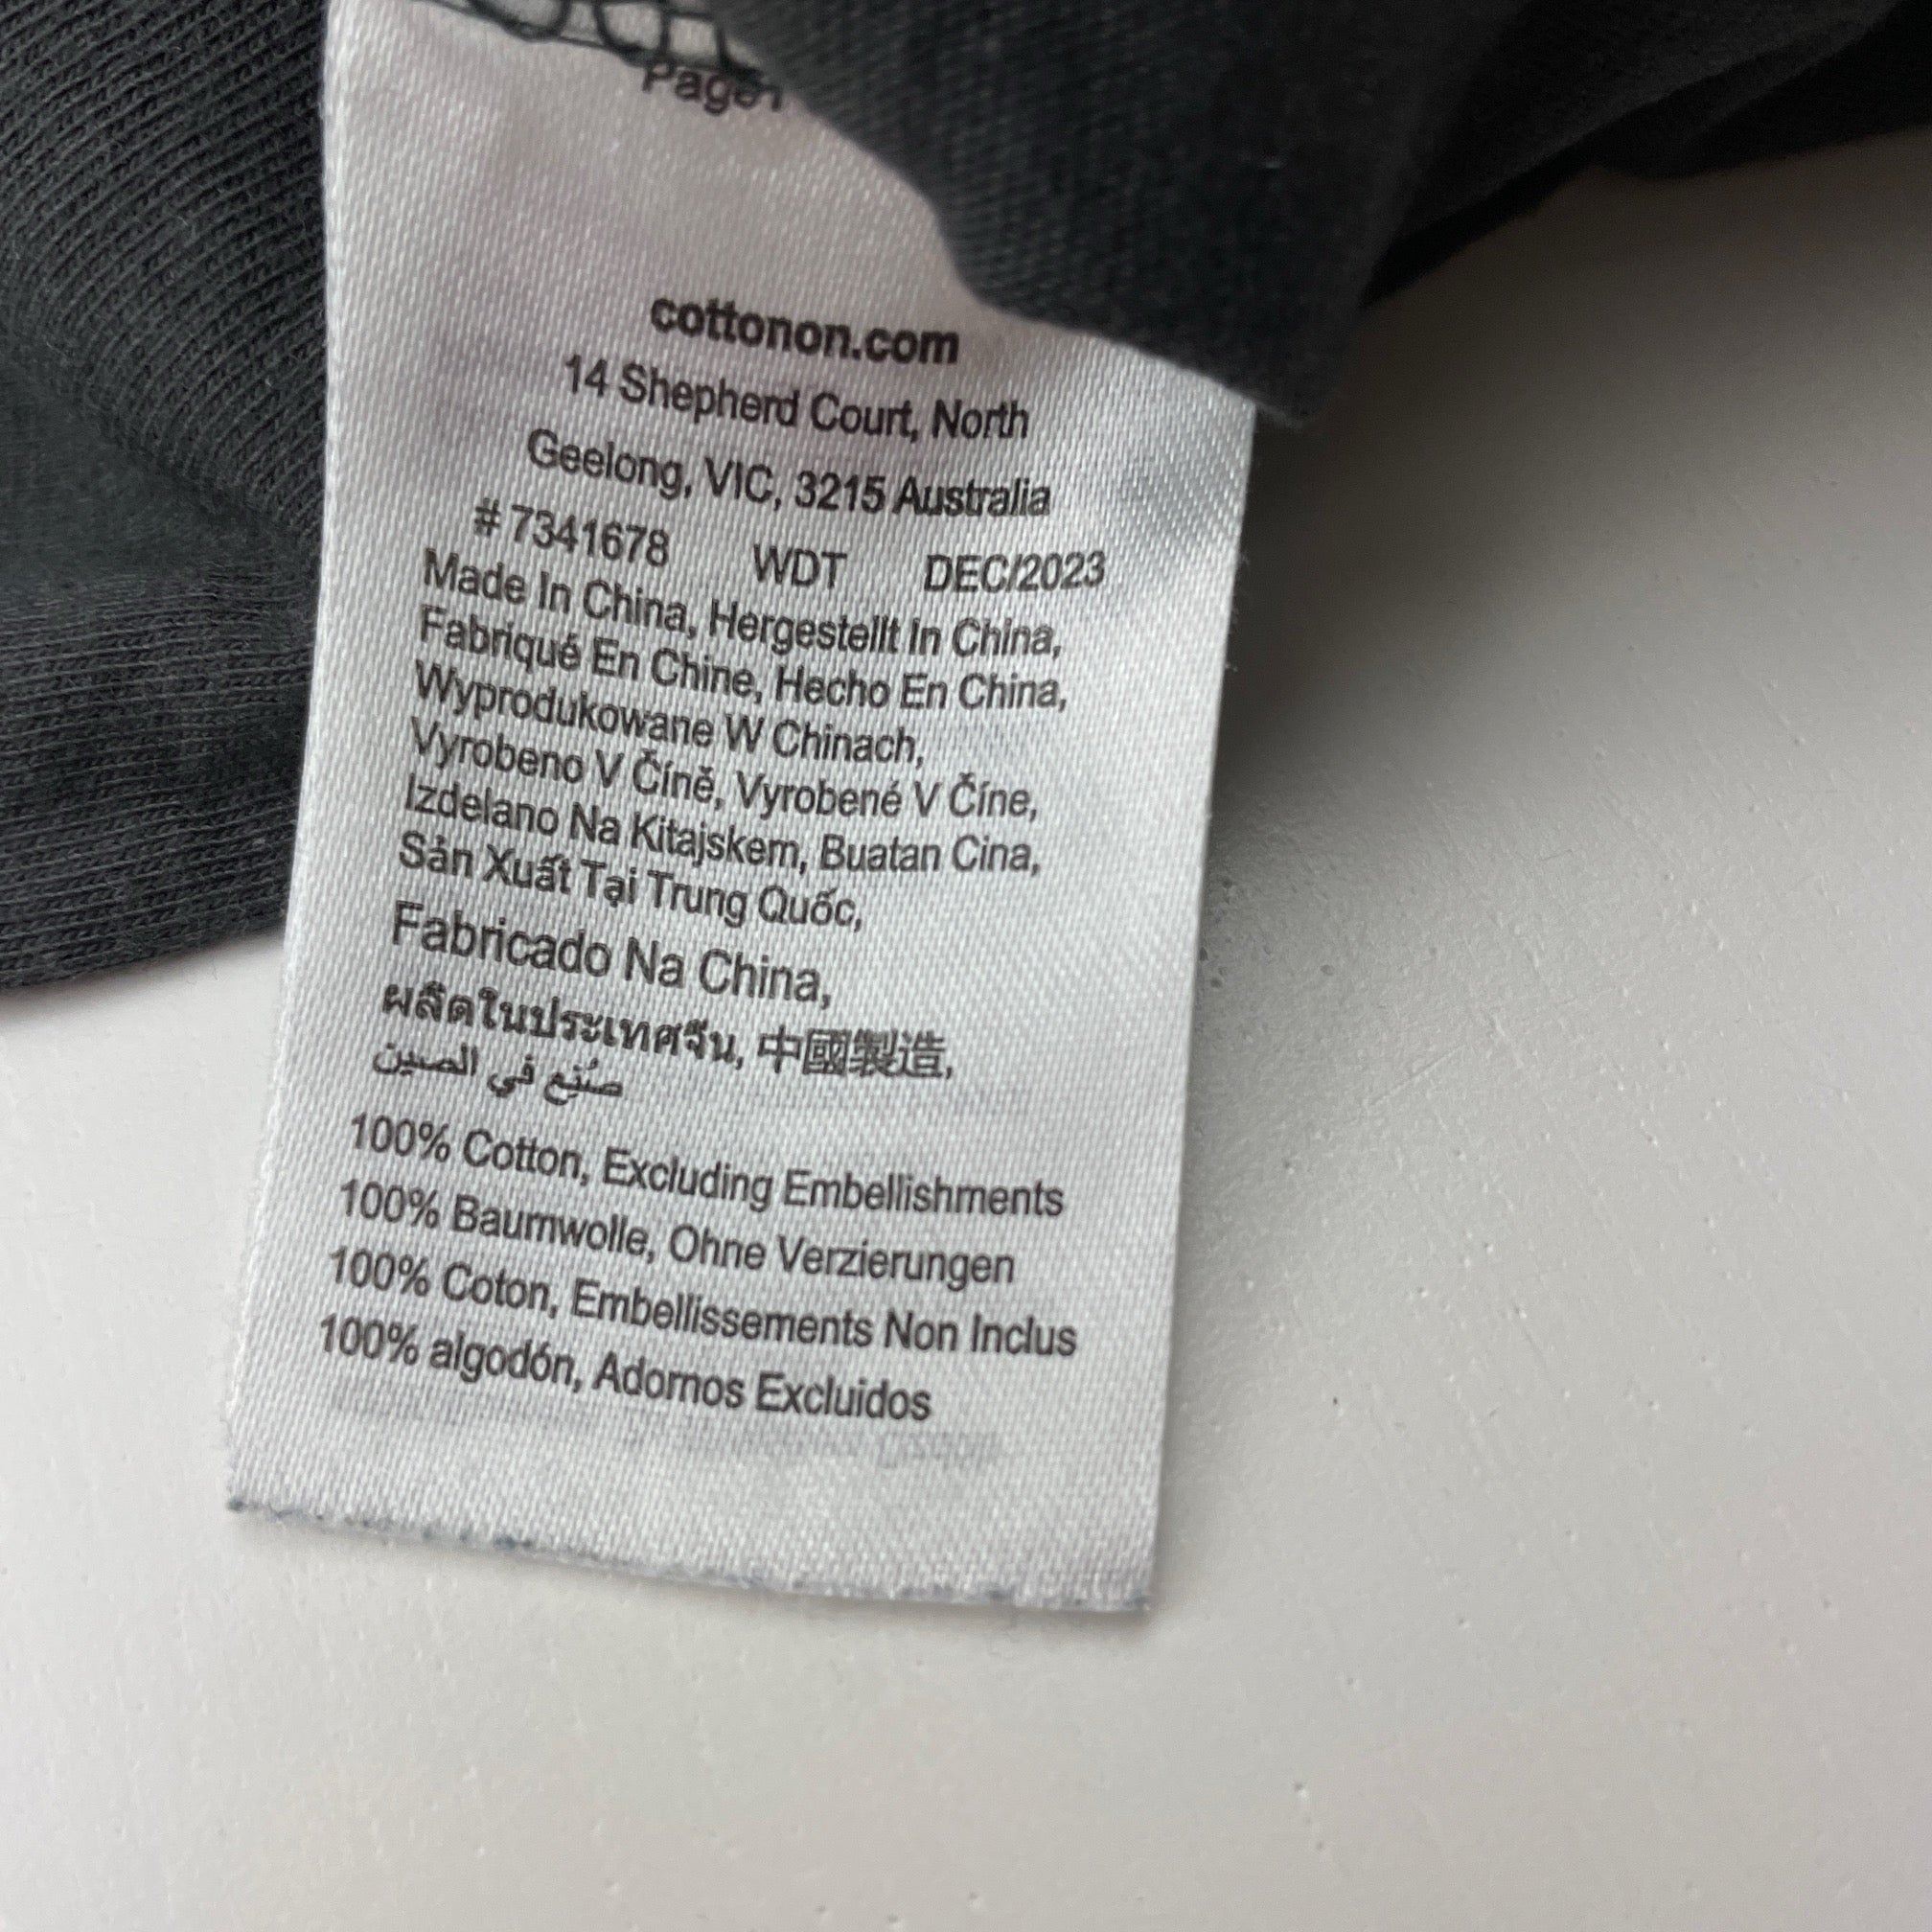 Page1
cottonon.com
14 Shepherd Court, North
Geelong, VIC, 3215 Australia
# 7341678 WDT DEC/2023
Made In China, Hergestellt In China,
Fabriqué En Chine, Hecho En China,
Wyprodukowane W Chinach,
Vyrobeno V Číně, Vyrobené V Číne,
Izdelano Na Kitajskem, Buatan Cina,
Sản Xuất Tại Trung Quốc,
Fabricado Na China,
ผลิตในประเทศจีน, 中國製造,
صُنِع في الصين
100% Cotton, Excluding Embellishments
100% Baumwolle, Ohne Verzierungen
100% Coton, Embellissements Non Inclus
100% algodón, Adornos Excluidos